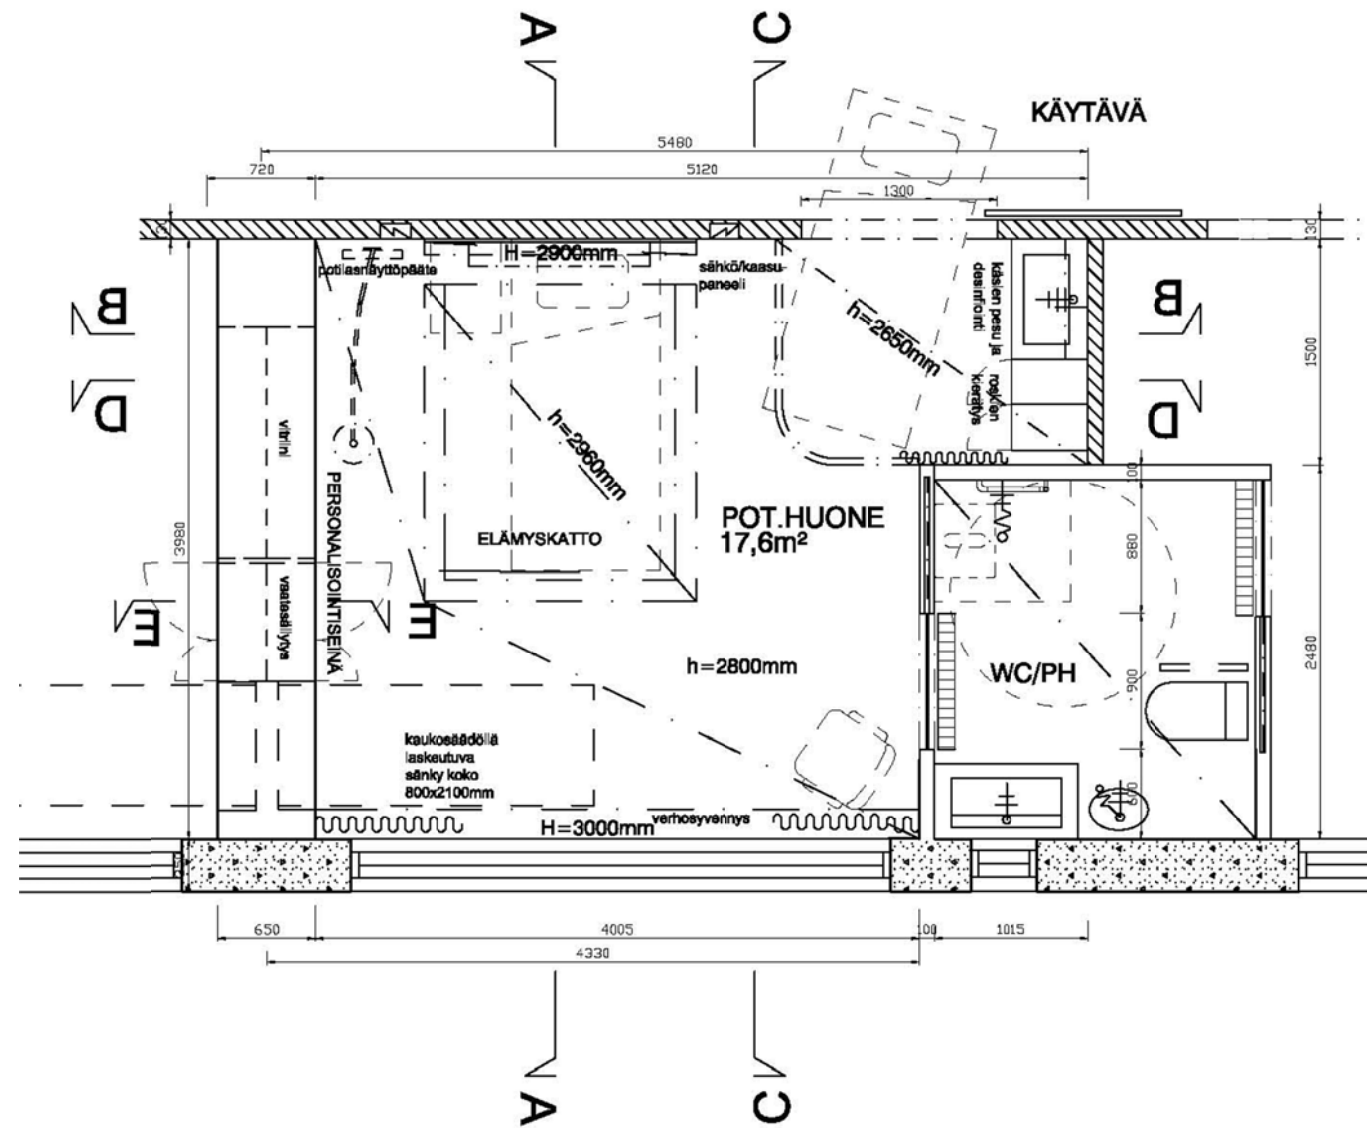 A
C
KÄYTÄVÄ
5480
720
5120
1300
130
H=2900mm
potilasnäyttöpääte
sähkö/kaasu-
paneeli
käsien pesu ja
desinfiointi
h=2650mm
B
B
1500
roskien
kierätys
D
D
h=2960mm
vitriini
PERSONALISOINTISEINÄ
100
POT.HUONE
17,6m²
ELÄMYSKATTO
3980
880
vaatesäilytys
E
E
h=2800mm
WC/PH
900
2480
kaukosäädöllä
laskeutuva
sänky koko
800x2100mm
H=3000mm
verhosyvennys
650
4005
100
1015
4330
A
C